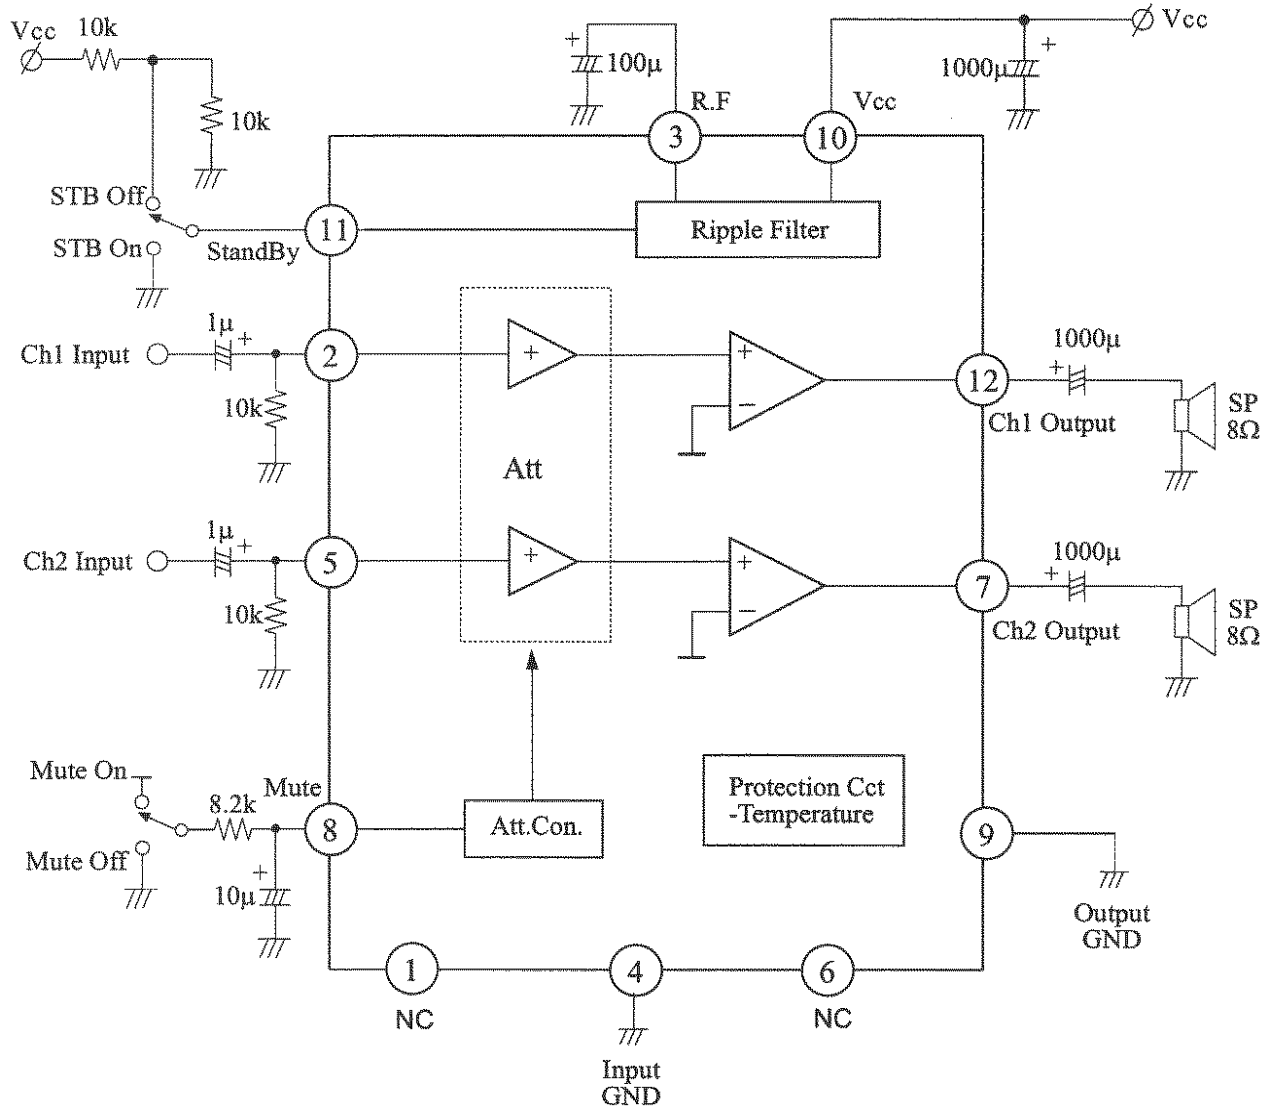 Vcc
10k
10k
+
100μ
R.F
3
Vcc
10
1000μ
+
Vcc
STB Off
STB On
StandBy
11
Ripple Filter
Ch1 Input
1μ
+
10k
2
+
+
−
12
1000μ
+
Ch1 Output
SP
8Ω
Att
Ch2 Input
1μ
+
10k
5
+
+
−
7
1000μ
+
Ch2 Output
SP
8Ω
Mute On
Mute Off
8.2k
Mute
8
+
10μ
Att.Con.
Protection Cct
-Temperature
9
Output
GND
1
NC
4
Input
GND
6
NC